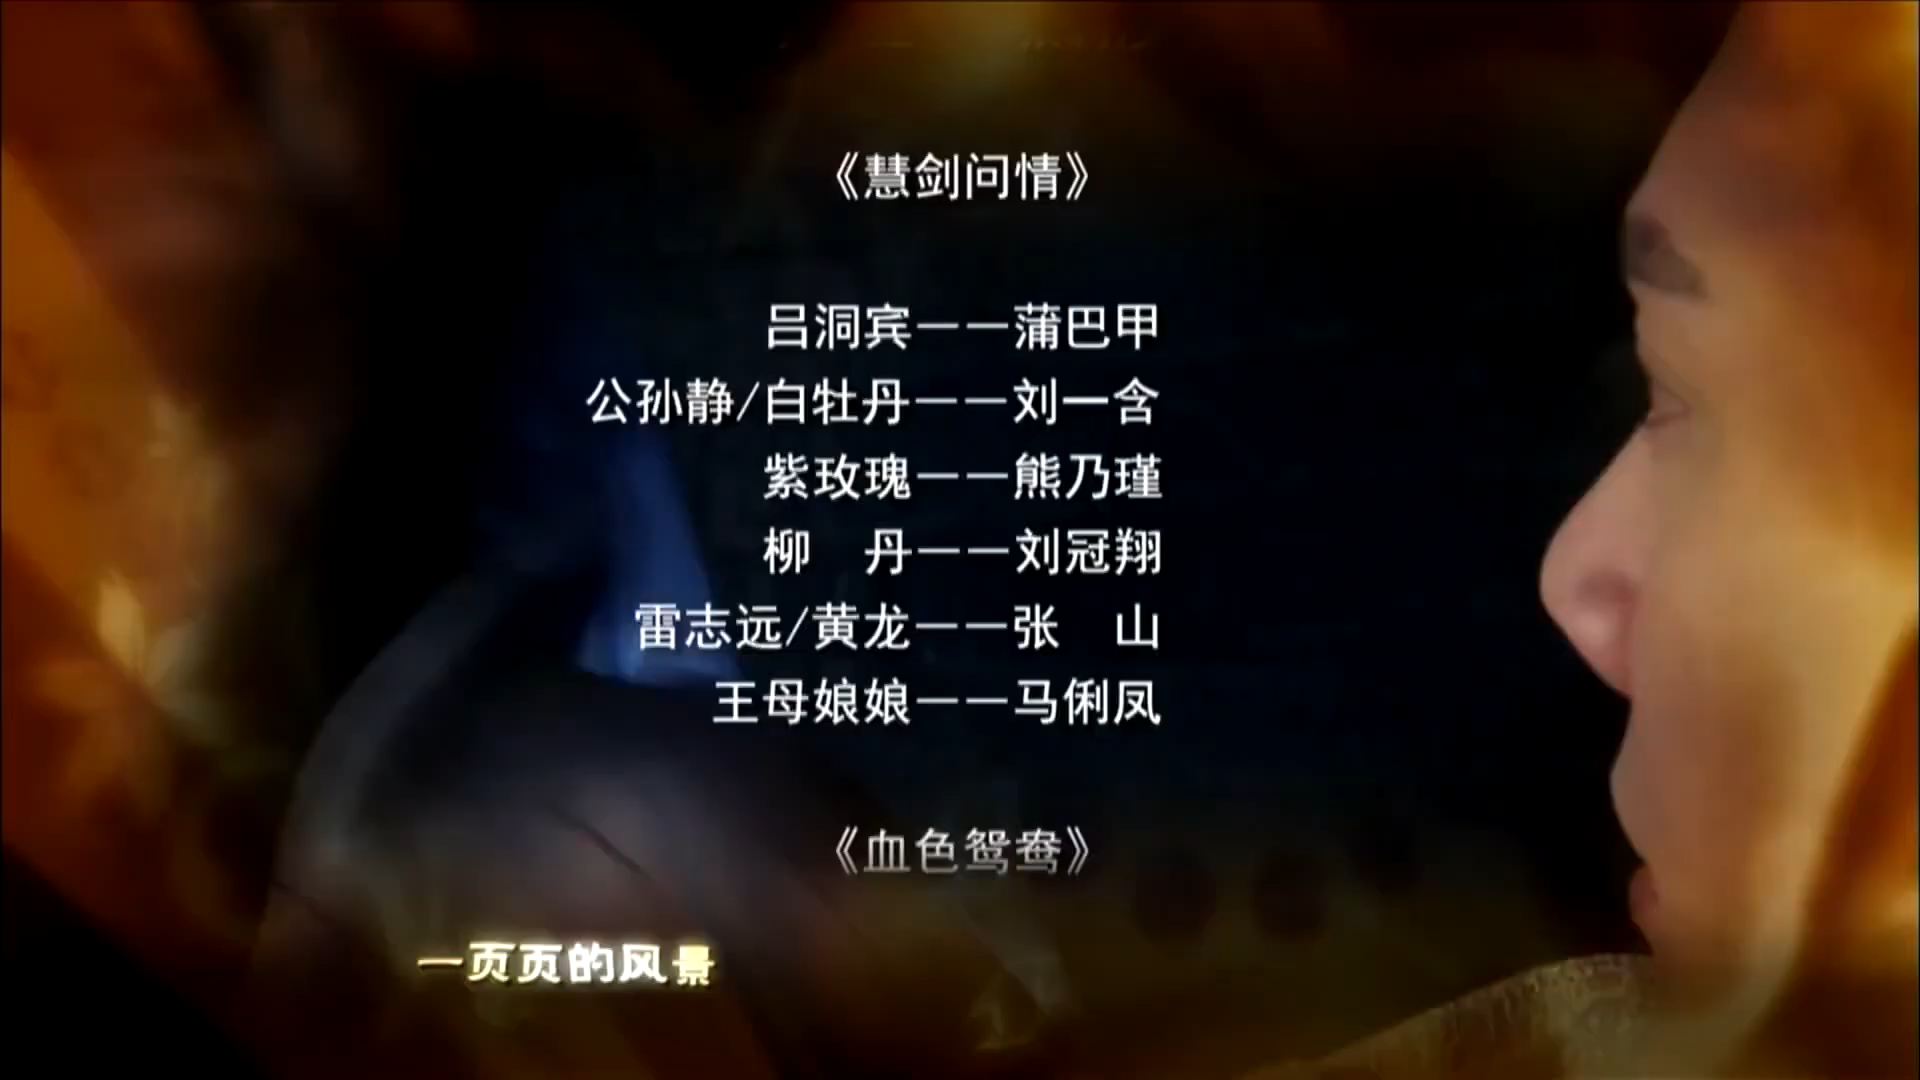 《慧剑问情》
吕洞宾——蒲巴甲
公孙静/白牡丹——刘一含
紫玫瑰——熊乃瑾
柳　丹——刘冠翔
雷志远/黄龙——张　山
王母娘娘——马俐凤
《血色鸳鸯》
一页页的风景